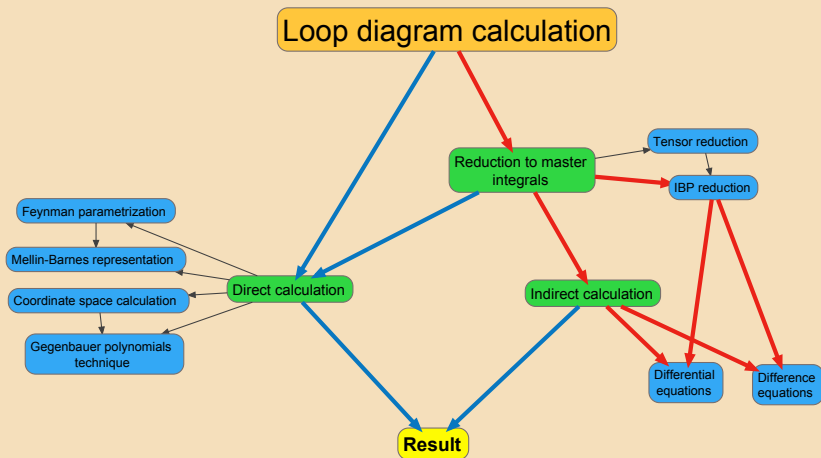 Loop diagram calculation
Tensor reduction
Reduction to master
integrals
IBP reduction
Feynman parametrization
Mellin-Barnes representation
Direct calculation
Coordinate space calculation
Indirect calculation
Gegenbauer polynomials
technique
Differential
equations
Difference
equations
Result